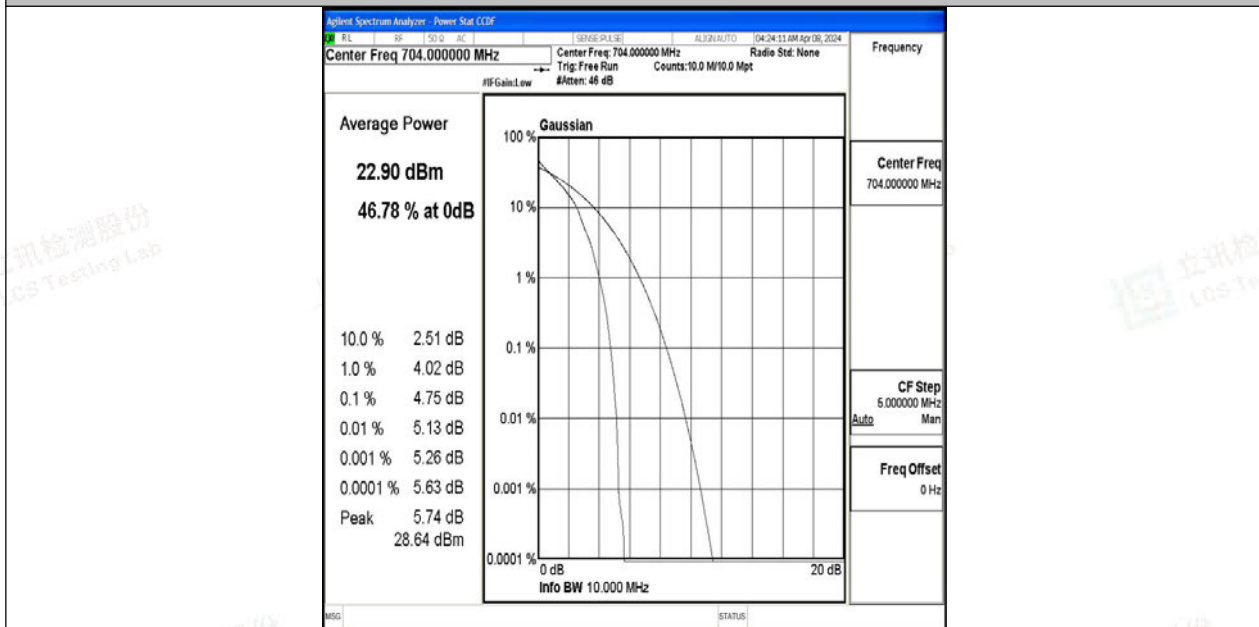 Agilent Spectrum Analyzer - Power Stat CCDF
RL RF 50 Ω AC SENSE:PULSE ALIGN AUTO 04:24:11 AM Apr 08, 2024
Center Freq 704.000000 MHz
Center Freq: 704.000000 MHz Radio Std: None
Trig: Free Run Counts:10.0 M/10.0 Mpt
#IFGain:Low #Atten: 46 dB
Frequency
Average Power
22.90 dBm
46.78 % at 0dB
10.0 % 2.51 dB
1.0 % 4.02 dB
0.1 % 4.75 dB
0.01 % 5.13 dB
0.001 % 5.26 dB
0.0001 % 5.63 dB
Peak 5.74 dB
28.64 dBm
Gaussian
100 %
10 %
1 %
0.1 %
0.01 %
0.001 %
0.0001 %
0 dB 20 dB
Info BW 10.000 MHz
Center Freq
704.000000 MHz
CF Step
5.000000 MHz
Auto Man
Freq Offset
0 Hz
MSG STATUS
立讯检测股份
LCS Testing Lab